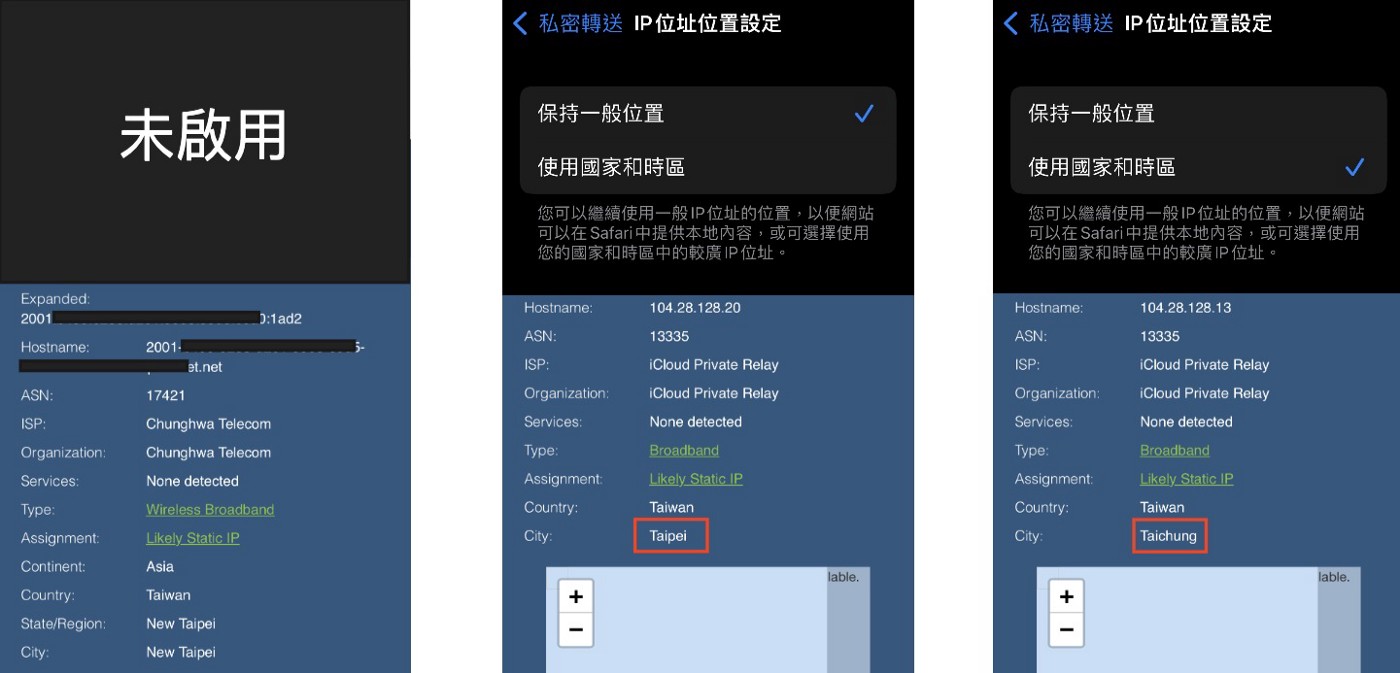 未啟用
Expanded:
2001 0:1ad2
Hostname: 2001- 5-
et.net
ASN: 17421
ISP: Chunghwa Telecom
Organization: Chunghwa Telecom
Services: None detected
Type: Wireless Broadband
Assignment: Likely Static IP
Continent: Asia
Country: Taiwan
State/Region: New Taipei
City: New Taipei
私密轉送 IP位址位置設定
保持一般位置
使用國家和時區
您可以繼續使用一般IP位址的位置，以便網站
可以在Safari中提供本地內容，或可選擇使用
您的國家和時區中的較廣IP位址。
Hostname: 104.28.128.20
ASN: 13335
ISP: iCloud Private Relay
Organization: iCloud Private Relay
Services: None detected
Type: Broadband
Assignment: Likely Static IP
Country: Taiwan
City: Taipei
lable.
+
−
私密轉送 IP位址位置設定
保持一般位置
使用國家和時區
您可以繼續使用一般IP位址的位置，以便網站
可以在Safari中提供本地內容，或可選擇使用
您的國家和時區中的較廣IP位址。
Hostname: 104.28.128.13
ASN: 13335
ISP: iCloud Private Relay
Organization: iCloud Private Relay
Services: None detected
Type: Broadband
Assignment: Likely Static IP
Country: Taiwan
City: Taichung
lable.
+
−